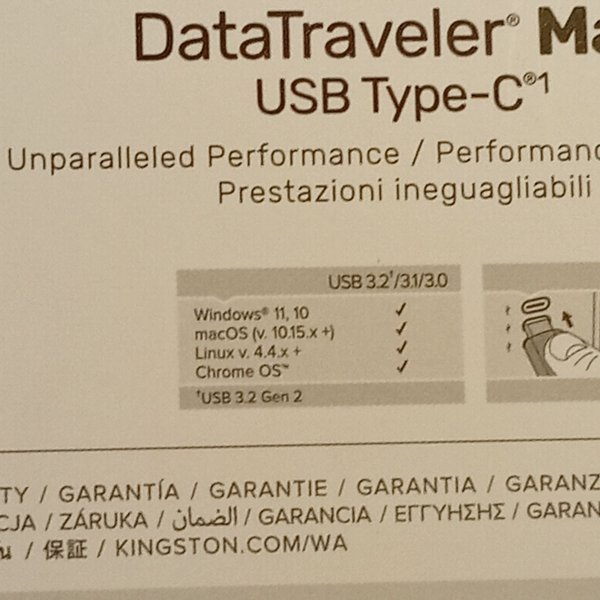 DataTraveler® Ma
USB Type-C®1
Unparalleled Performance / Performanc
Prestazioni ineguagliabili
USB 3.2†/3.1/3.0
Windows® 11, 10 ✓
macOS (v. 10.15.x +) ✓
Linux v. 4.4.x + ✓
Chrome OS™ ✓
†USB 3.2 Gen 2
TY / GARANTÍA / GARANTIE / GARANTIA / GARANZ
CJA / ZÁRUKA / الضمان / GARANCIA / ΕΓΓΥΗΣΗΣ / GARAN
/ 保証 / KINGSTON.COM/WA